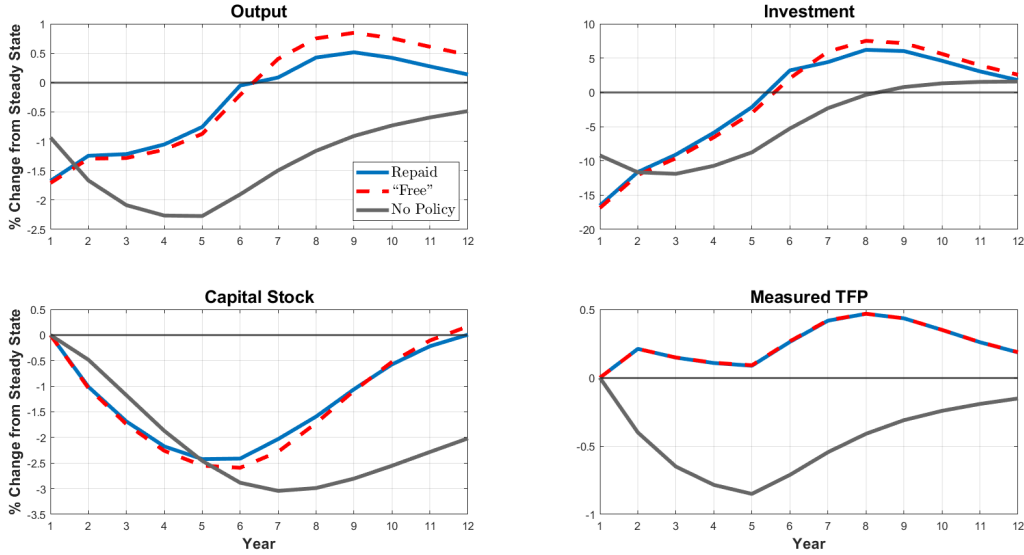 Output
% Change from Steady State
1
0.5
0
-0.5
-1
-1.5
-2
-2.5
1 2 3 4 5 6 7 8 9 10 11 12
Repaid
“Free”
No Policy
Investment
10
5
0
-5
-10
-15
-20
1 2 3 4 5 6 7 8 9 10 11 12
Capital Stock
% Change from Steady State
0.5
0
-0.5
-1
-1.5
-2
-2.5
-3
-3.5
1 2 3 4 5 6 7 8 9 10 11 12
Year
Measured TFP
0.5
0
-0.5
-1
1 2 3 4 5 6 7 8 9 10 11 12
Year